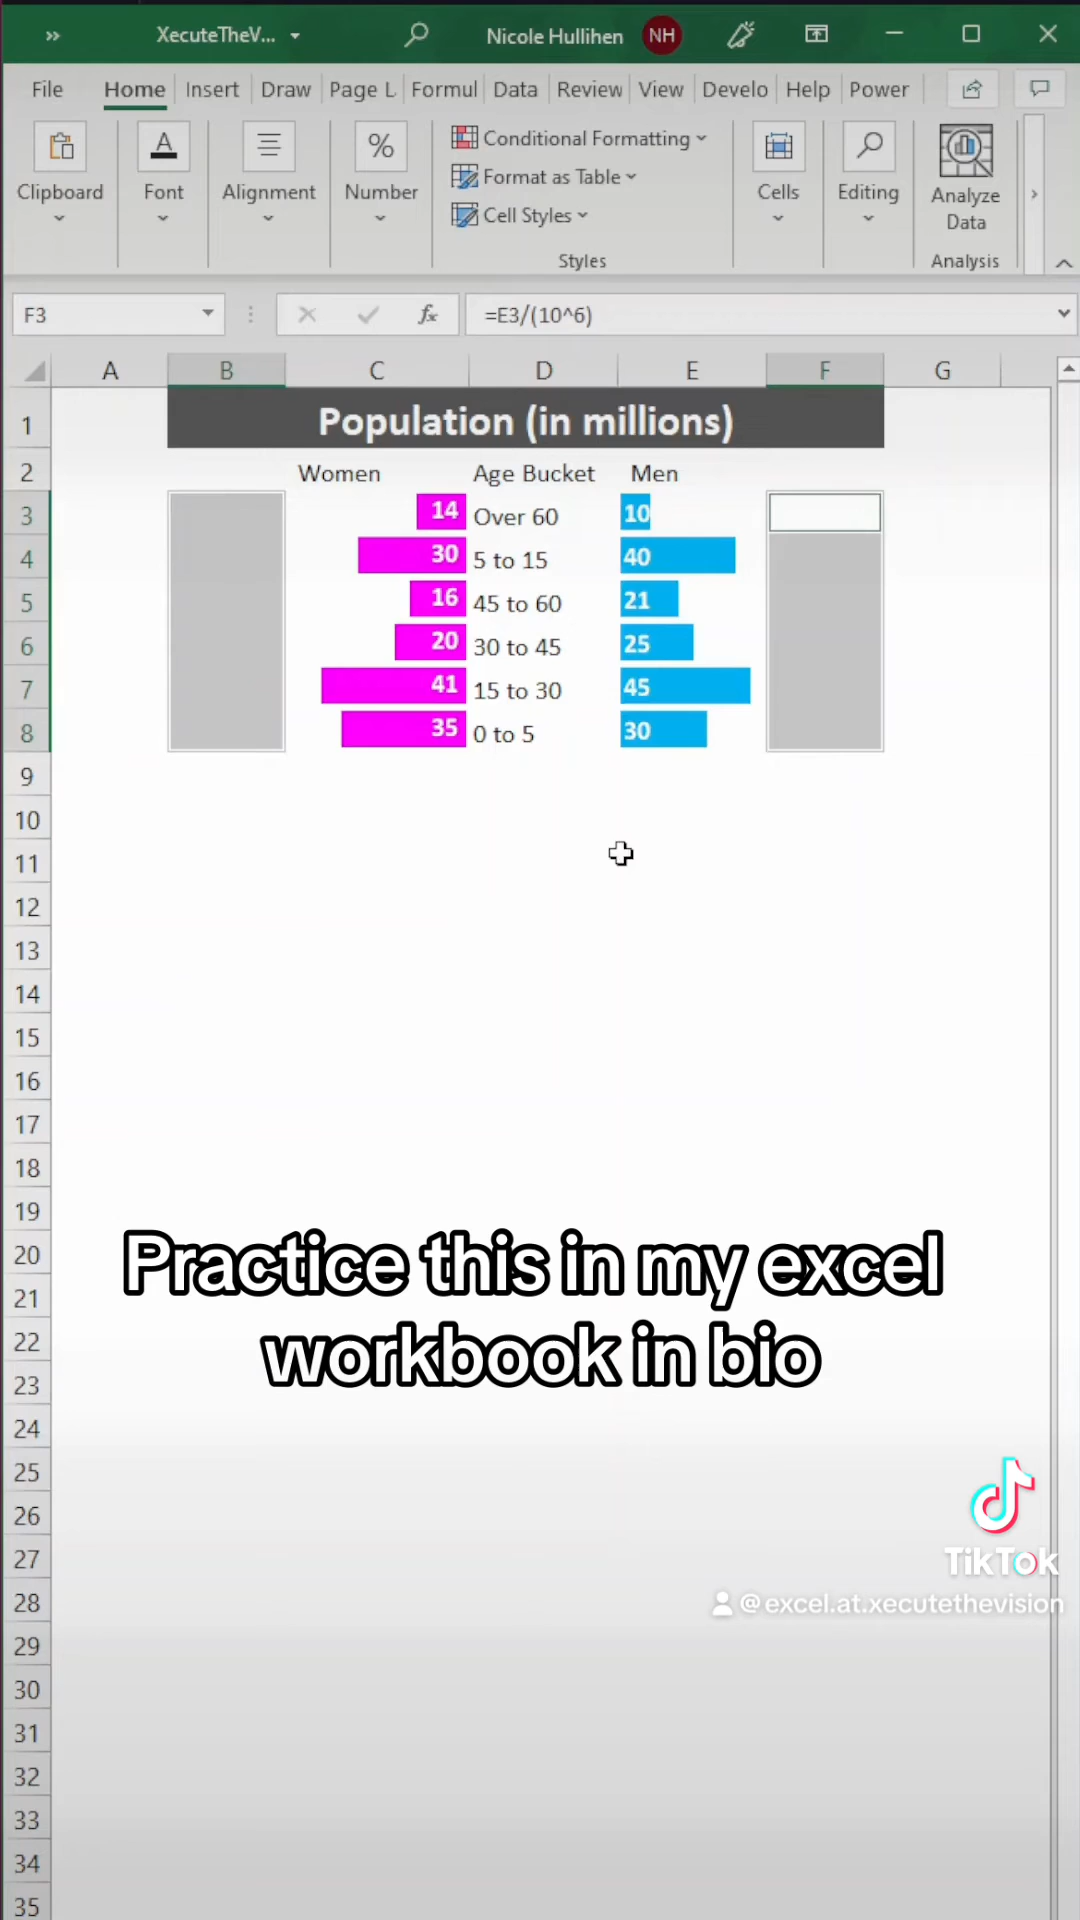 XecuteTheV...
Nicole Hullihen
NH
File Home Insert Draw Page L Formul Data Review View Develo Help Power
Clipboard
Font
Alignment
%
Number
Conditional Formatting
Format as Table
Cell Styles
Styles
Cells
Editing
Analyze
Data
Analysis
F3
fx
=E3/(10^6)
A B C D E F G
1 Population (in millions)
2 Women Age Bucket Men
3 14 Over 60 10
4 30 5 to 15 40
5 16 45 to 60 21
6 20 30 to 45 25
7 41 15 to 30 45
8 35 0 to 5 30
9
10
11
12
13
14
15
16
17
18
19
20
21
22
23
24
25
26
27
28
29
30
31
32
33
34
35
Practice this in my excel
workbook in bio
TikTok
@excel.at.xecutethevision